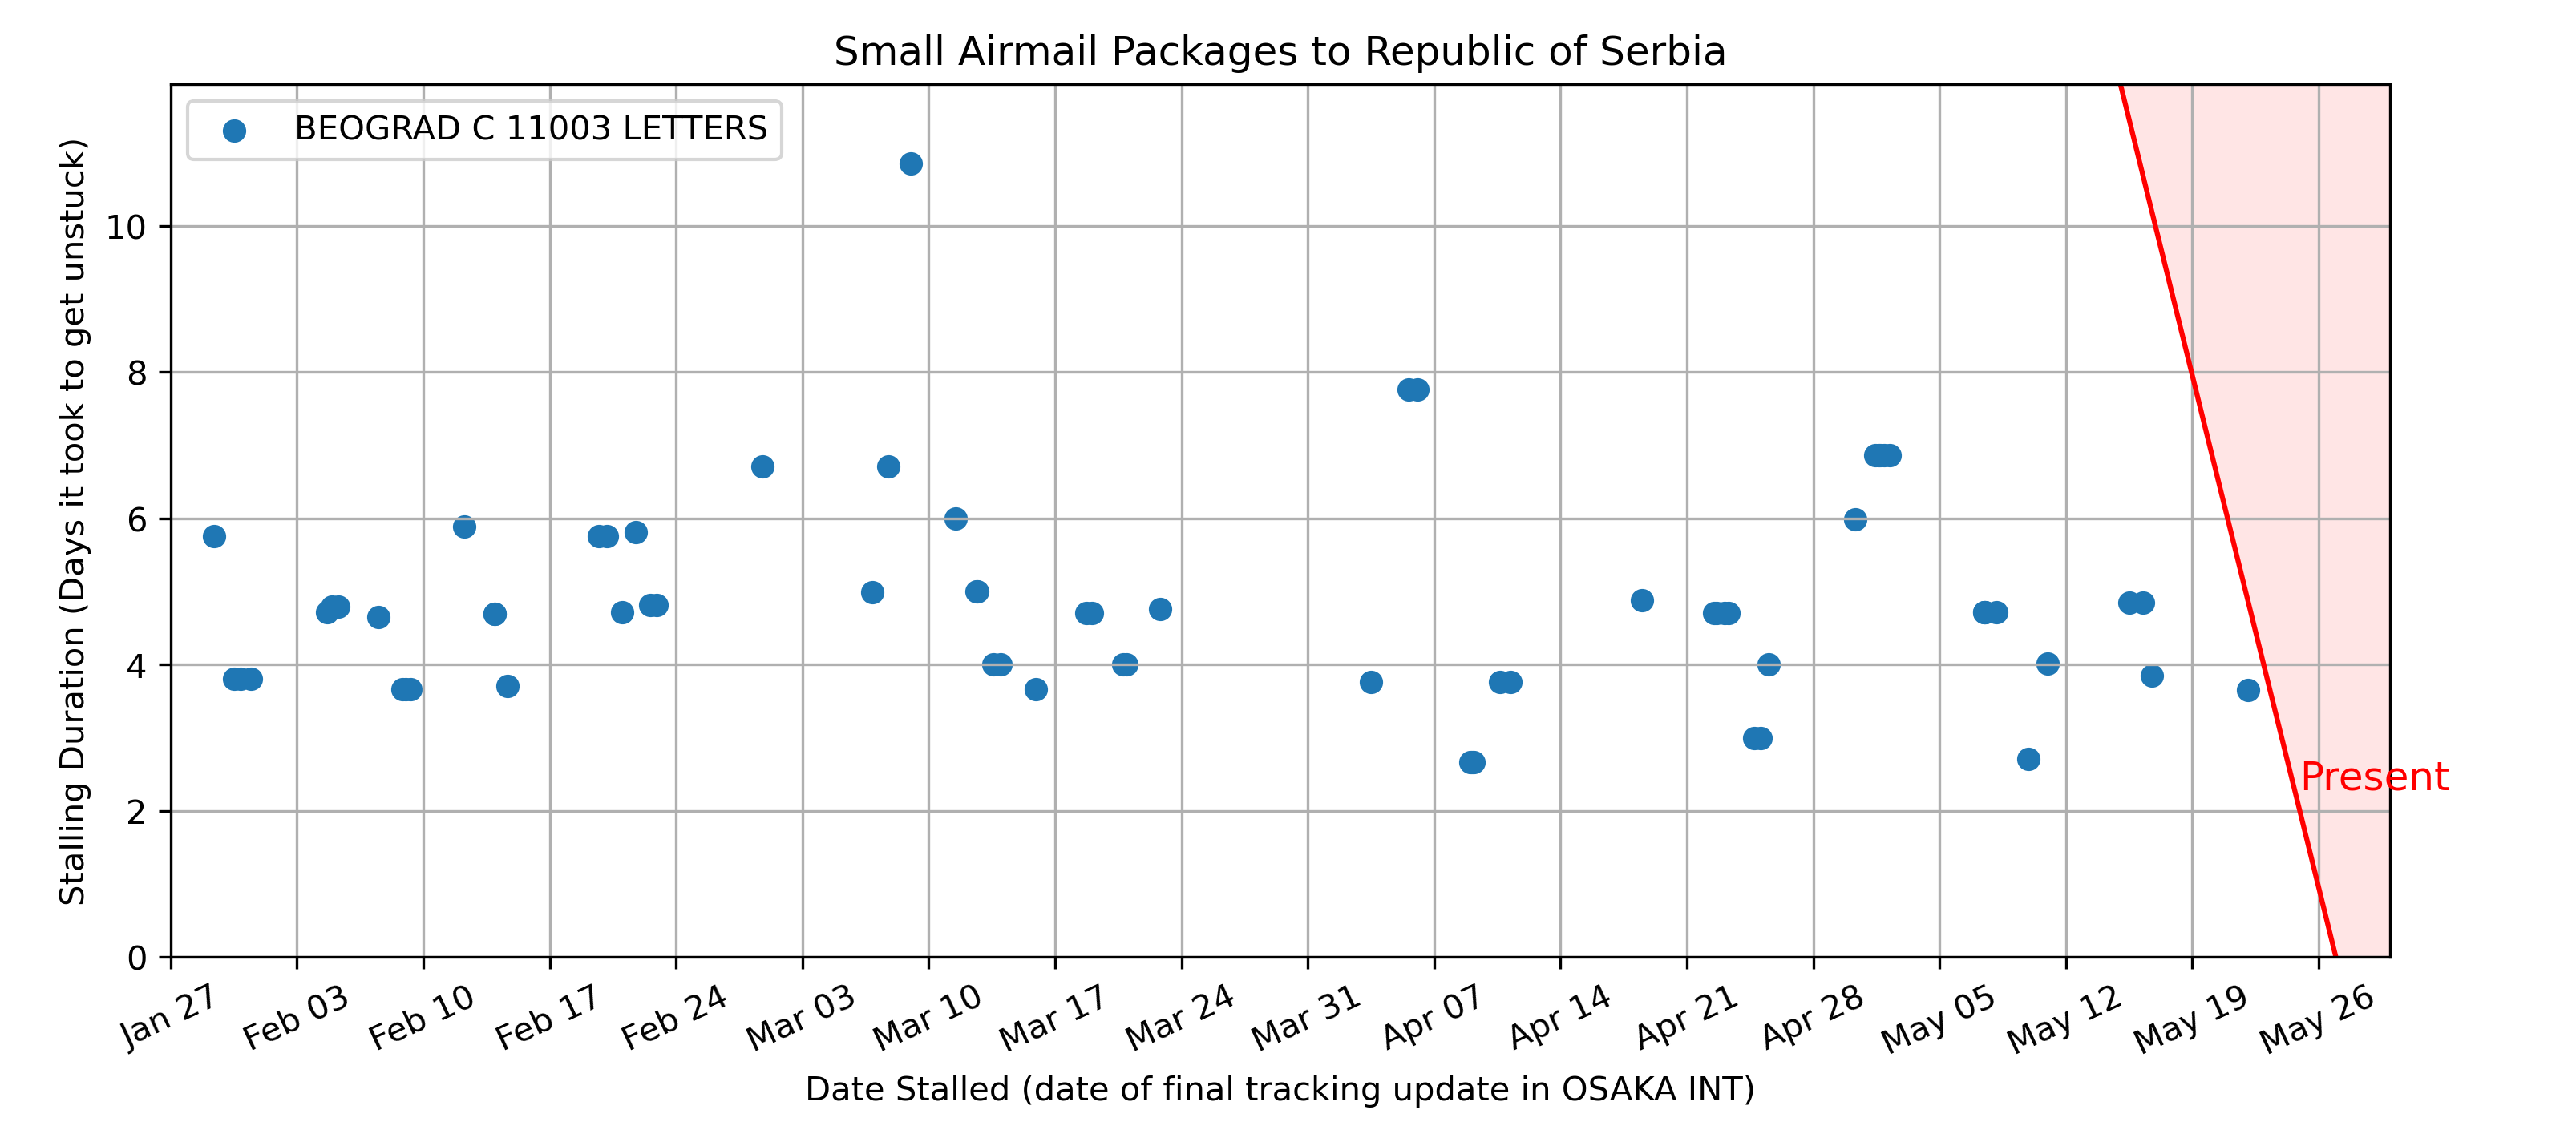 Small Airmail Packages to Republic of Serbia
BEOGRAD C 11003 LETTERS
Stalling Duration (Days it took to get unstuck)
10
8
6
4
2
0
Present
Jan 27
Feb 03
Feb 10
Feb 17
Feb 24
Mar 03
Mar 10
Mar 17
Mar 24
Mar 31
Apr 07
Apr 14
Apr 21
Apr 28
May 05
May 12
May 19
May 26
Date Stalled (date of final tracking update in OSAKA INT)